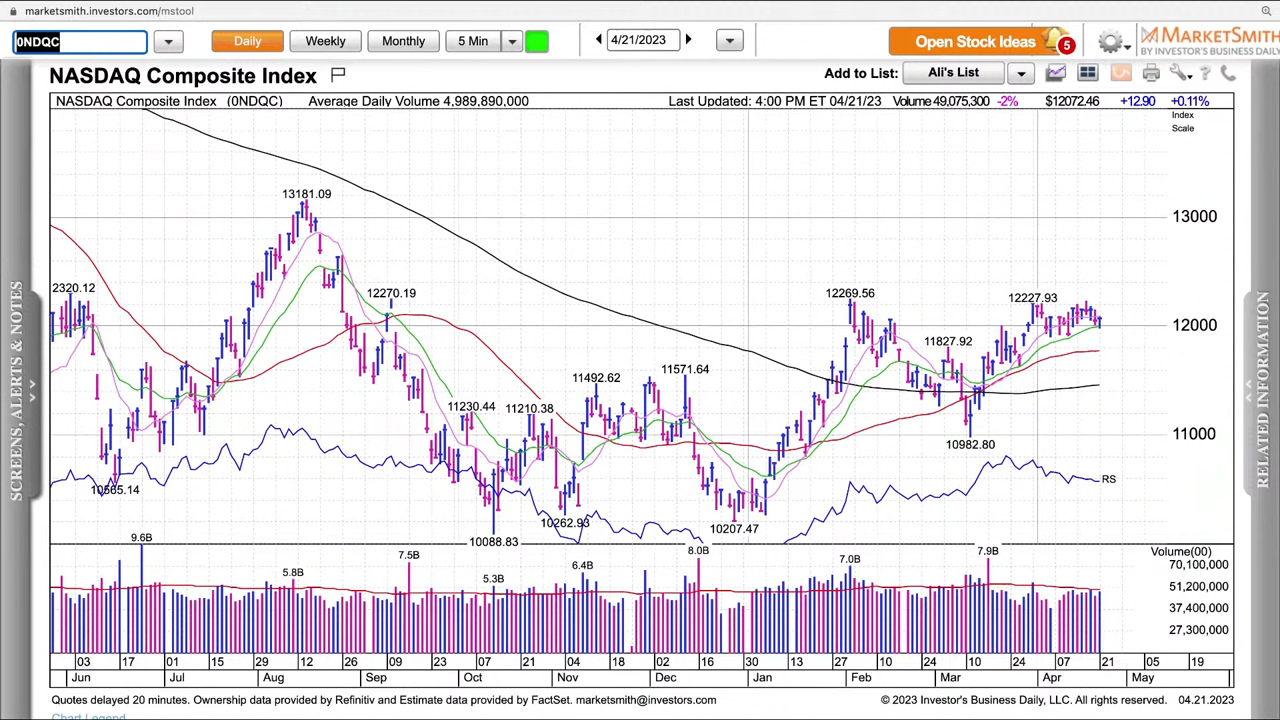 marketsmith.investors.com/mstool
0NDQC Daily Weekly Monthly 5 Min 4/21/2023 Open Stock Ideas 5 MARKETSMITH
BY INVESTOR'S BUSINESS DAILY
NASDAQ Composite Index Add to List: Ali's List
NASDAQ Composite Index (0NDQC) Average Daily Volume 4,989,890,000 Last Updated: 4:00 PM ET 04/21/23 Volume 49,075,300 -2% $12072.46 +12.90 +0.11%
Index
Scale
13181.09
13000
2320.12
12270.19
12269.56
12227.93
12000
11827.92
11571.64
11492.62
11230.44
11210.38
11000
10982.80
RS
10565.14
10262.93
10207.47
10088.83
9.6B
7.5B
8.0B
7.9B
Volume(00)
7.0B
70,100,000
5.8B
5.3B
6.4B
51,200,000
37,400,000
27,300,000
03 17 01 15 29 12 26 09 23 07 21 04 18 02 16 30 13 27 10 24 10 24 07 21 05 19
Jun Jul Aug Sep Oct Nov Dec Jan Feb Mar Apr May
Quotes delayed 20 minutes. Ownership data provided by Refinitiv and Estimate data provided by FactSet. marketsmith@investors.com © 2023 Investor's Business Daily, LLC. All rights reserved. 04.21.2023
Chart Legend
SCREENS, ALERTS & NOTES
RELATED INFORMATION